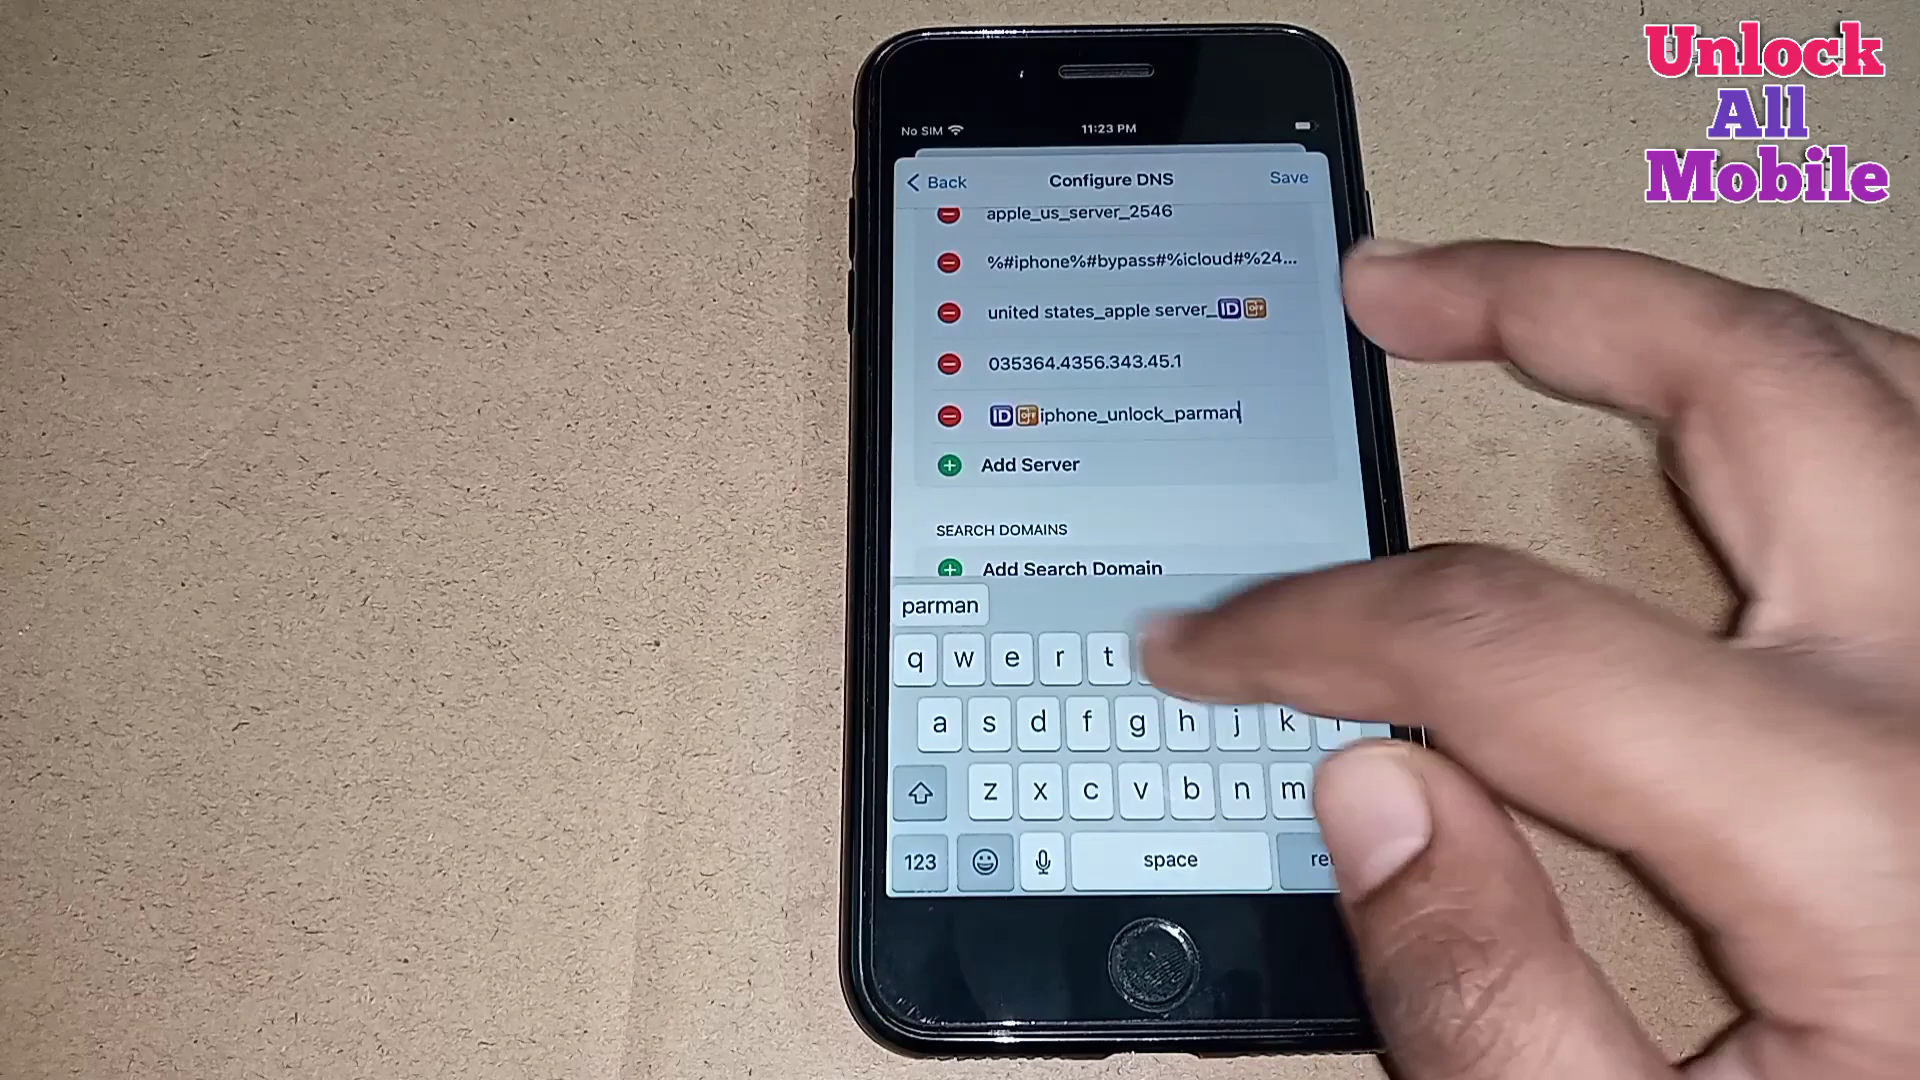 Unlock
All
Mobile
No SIM 11:23 PM
Back Configure DNS Save
apple_us_server_2546
%#iphone%#bypass#%icloud#%24...
united states_apple server_🆔📴
035364.4356.343.45.1
🆔📴iphone_unlock_parman
Add Server
SEARCH DOMAINS
Add Search Domain
parman
q w e r t
a s d f g h j k
z x c v b n m
123 space